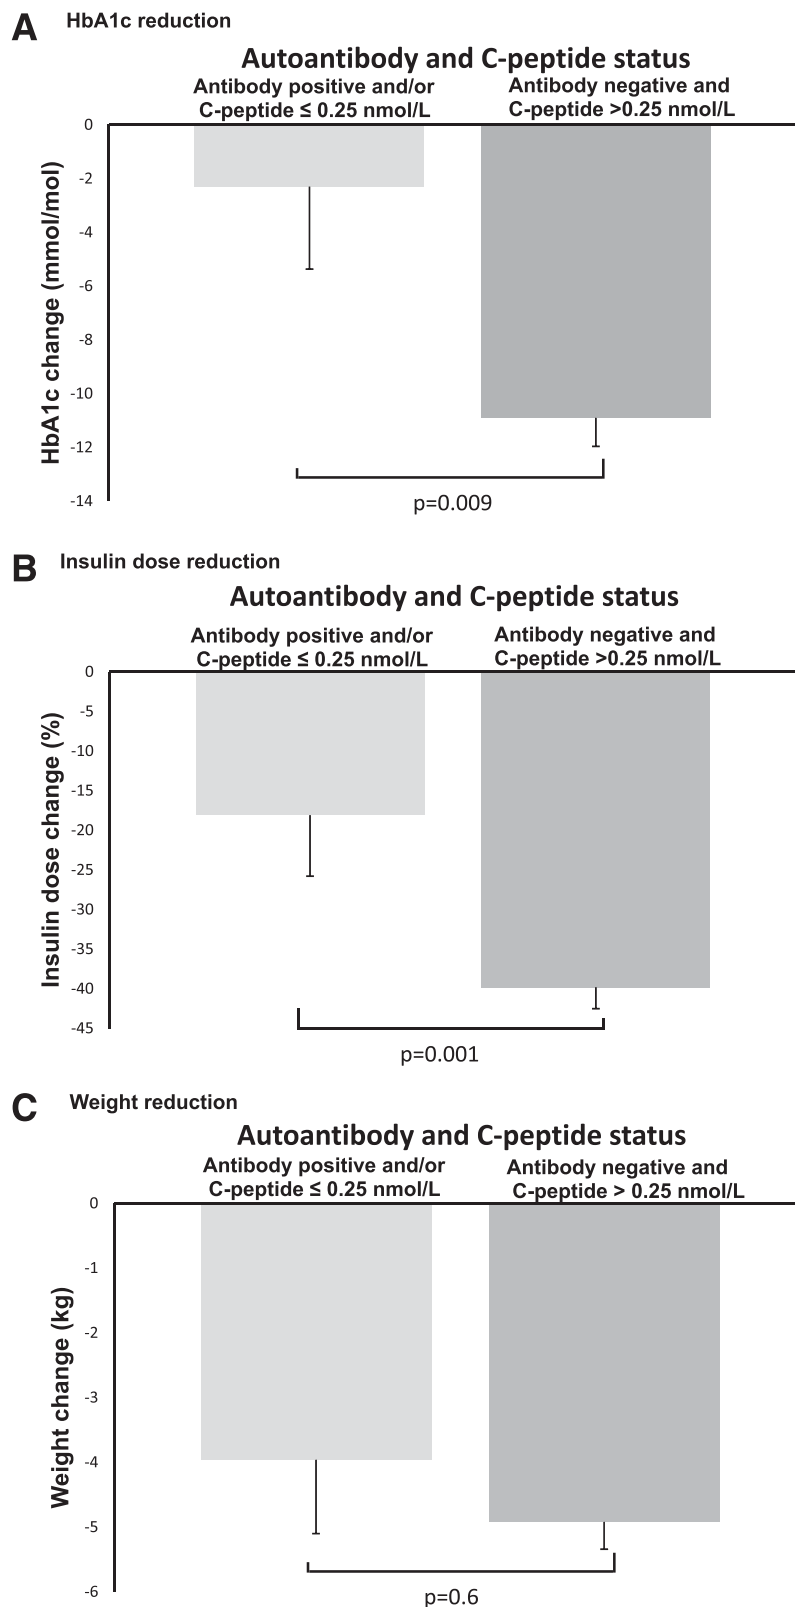 A HbA1c reduction
Autoantibody and C-peptide status
Antibody positive and/or
C-peptide ≤ 0.25 nmol/L
Antibody negative and
C-peptide >0.25 nmol/L
HbA1c change (mmol/mol)
0
-2
-4
-6
-8
-10
-12
-14
p=0.009
B Insulin dose reduction
Autoantibody and C-peptide status
Antibody positive and/or
C-peptide ≤ 0.25 nmol/L
Antibody negative and
C-peptide >0.25 nmol/L
Insulin dose change (%)
0
-5
-10
-15
-20
-25
-30
-35
-40
-45
p=0.001
C Weight reduction
Autoantibody and C-peptide status
Antibody positive and/or
C-peptide ≤ 0.25 nmol/L
Antibody negative and
C-peptide > 0.25 nmol/L
Weight change (kg)
0
-1
-2
-3
-4
-5
-6
p=0.6